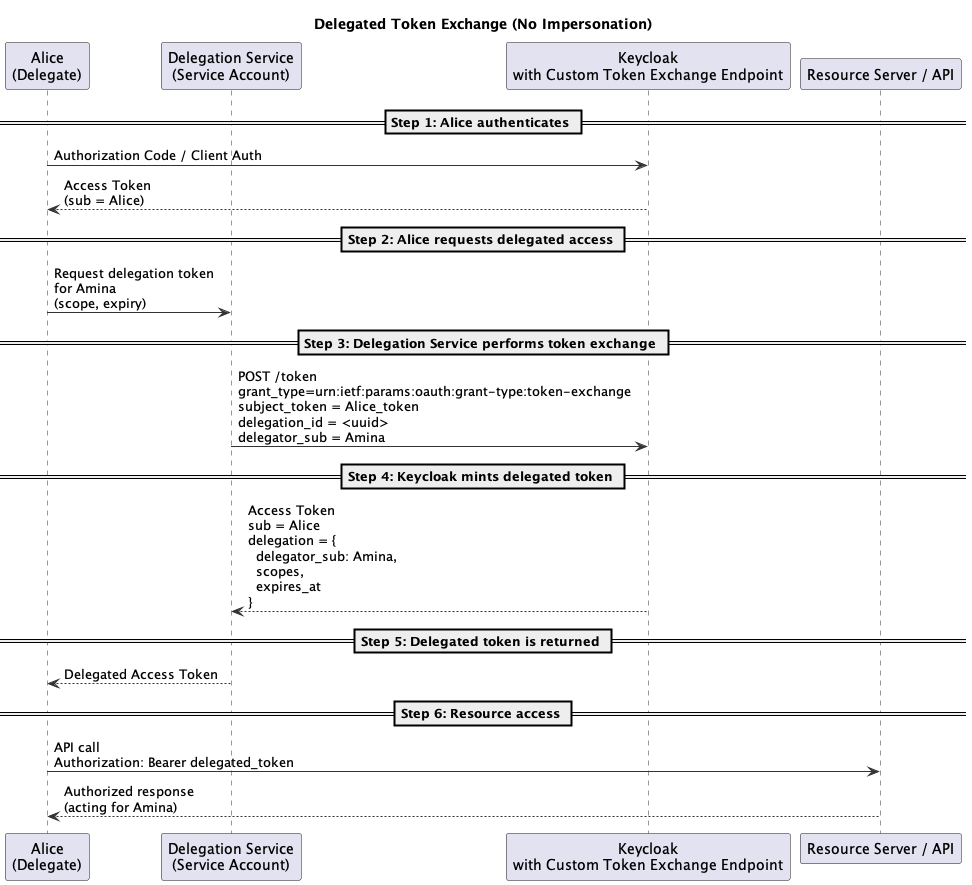 Delegated Token Exchange (No Impersonation)
Alice
(Delegate)
Delegation Service
(Service Account)
Keycloak
with Custom Token Exchange Endpoint
Resource Server / API
Step 1: Alice authenticates
Authorization Code / Client Auth
Access Token
(sub = Alice)
Step 2: Alice requests delegated access
Request delegation token
for Amina
(scope, expiry)
Step 3: Delegation Service performs token exchange
POST /token
grant_type=urn:ietf:params:oauth:grant-type:token-exchange
subject_token = Alice_token
delegation_id = <uuid>
delegator_sub = Amina
Step 4: Keycloak mints delegated token
Access Token
sub = Alice
delegation = {
delegator_sub: Amina,
scopes,
expires_at
}
Step 5: Delegated token is returned
Delegated Access Token
Step 6: Resource access
API call
Authorization: Bearer delegated_token
Authorized response
(acting for Amina)
Alice
(Delegate)
Delegation Service
(Service Account)
Keycloak
with Custom Token Exchange Endpoint
Resource Server / API